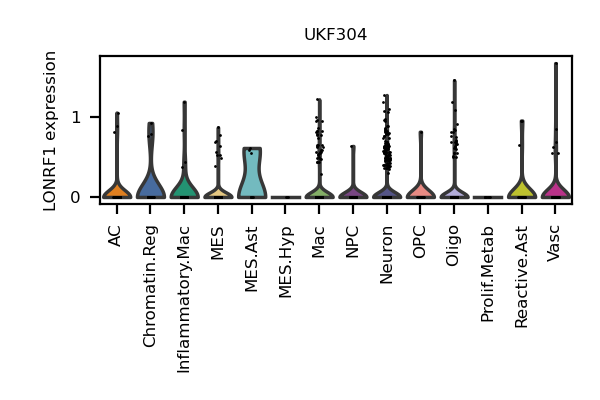 UKF304
LONRF1 expression
1
0
AC
Chromatin.Reg
Inflammatory.Mac
MES
MES.Ast
MES.Hyp
Mac
NPC
Neuron
OPC
Oligo
Prolif.Metab
Reactive.Ast
Vasc